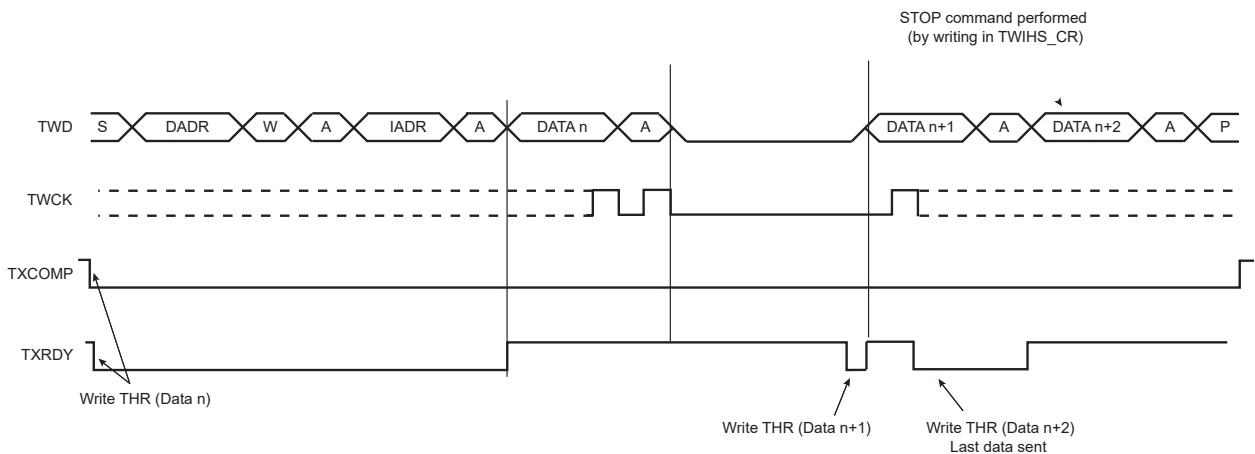 STOP command performed
(by writing in TWIHS_CR)
TWD S DADR W A IADR A DATA n A DATA n+1 A DATA n+2 A P
TWCK
TXCOMP
TXRDY
Write THR (Data n)
Write THR (Data n+1)
Write THR (Data n+2)
Last data sent